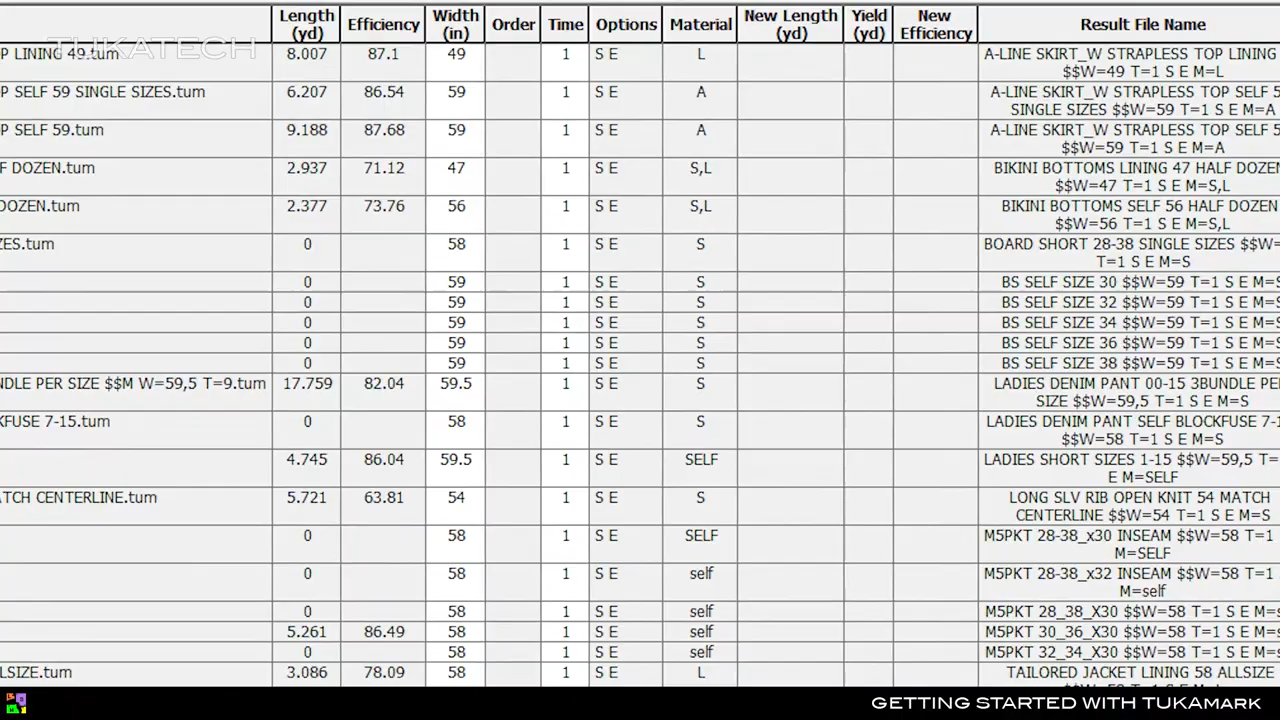 Length (yd) Efficiency Width (in) Order Time Options Material New Length (yd) Yield (yd) New Efficiency Result File Name
TUKATECH
OP LINING 49.tum 8.007 87.1 49 1 S E L A-LINE SKIRT_W STRAPLESS TOP LINING
$$W=49 T=1 S E M=L
OP SELF 59 SINGLE SIZES.tum 6.207 86.54 59 1 S E A A-LINE SKIRT_W STRAPLESS TOP SELF 5
SINGLE SIZES $$W=59 T=1 S E M=A
OP SELF 59.tum 9.188 87.68 59 1 S E A A-LINE SKIRT_W STRAPLESS TOP SELF 5
$$W=59 T=1 S E M=A
F DOZEN.tum 2.937 71.12 47 1 S E S,L BIKINI BOTTOMS LINING 47 HALF DOZEN
$$W=47 T=1 S E M=S,L
DOZEN.tum 2.377 73.76 56 1 S E S,L BIKINI BOTTOMS SELF 56 HALF DOZEN
$$W=56 T=1 S E M=S,L
ZES.tum 0 58 1 S E S BOARD SHORT 28-38 SINGLE SIZES $$W=
T=1 S E M=S
0 59 1 S E S BS SELF SIZE 30 $$W=59 T=1 S E M=S
0 59 1 S E S BS SELF SIZE 32 $$W=59 T=1 S E M=S
0 59 1 S E S BS SELF SIZE 34 $$W=59 T=1 S E M=S
0 59 1 S E S BS SELF SIZE 36 $$W=59 T=1 S E M=S
0 59 1 S E S BS SELF SIZE 38 $$W=59 T=1 S E M=S
NDLE PER SIZE $$M W=59,5 T=9.tum 17.759 82.04 59.5 1 S E S LADIES DENIM PANT 00-15 3BUNDLE PER
SIZE $$W=59,5 T=1 S E M=S
KFUSE 7-15.tum 0 58 1 S E S LADIES DENIM PANT SELF BLOCKFUSE 7-1
$$W=58 T=1 S E M=S
4.745 86.04 59.5 1 S E SELF LADIES SHORT SIZES 1-15 $$W=59,5 T=
E M=SELF
ATCH CENTERLINE.tum 5.721 63.81 54 1 S E S LONG SLV RIB OPEN KNIT 54 MATCH
CENTERLINE $$W=54 T=1 S E M=S
0 58 1 S E SELF M5PKT 28-38_x30 INSEAM $$W=58 T=1
M=SELF
0 58 1 S E self M5PKT 28-38_x32 INSEAM $$W=58 T=1
M=self
0 58 1 S E self M5PKT 28_38_X30 $$W=58 T=1 S E M=s
5.261 86.49 58 1 S E self M5PKT 30_36_X30 $$W=58 T=1 S E M=s
0 58 1 S E self M5PKT 32_34_X30 $$W=58 T=1 S E M=s
LLSIZE.tum 3.086 78.09 58 1 S E L TAILORED JACKET LINING 58 ALLSIZE
GETTING STARTED WITH TUKAMARK